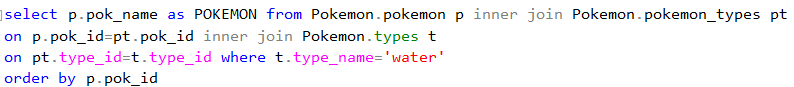 select p.pok_name as POKEMON from Pokemon.pokemon p inner join Pokemon.pokemon_types pt
on p.pok_id=pt.pok_id inner join Pokemon.types t
on pt.type_id=t.type_id where t.type_name='water'
order by p.pok_id